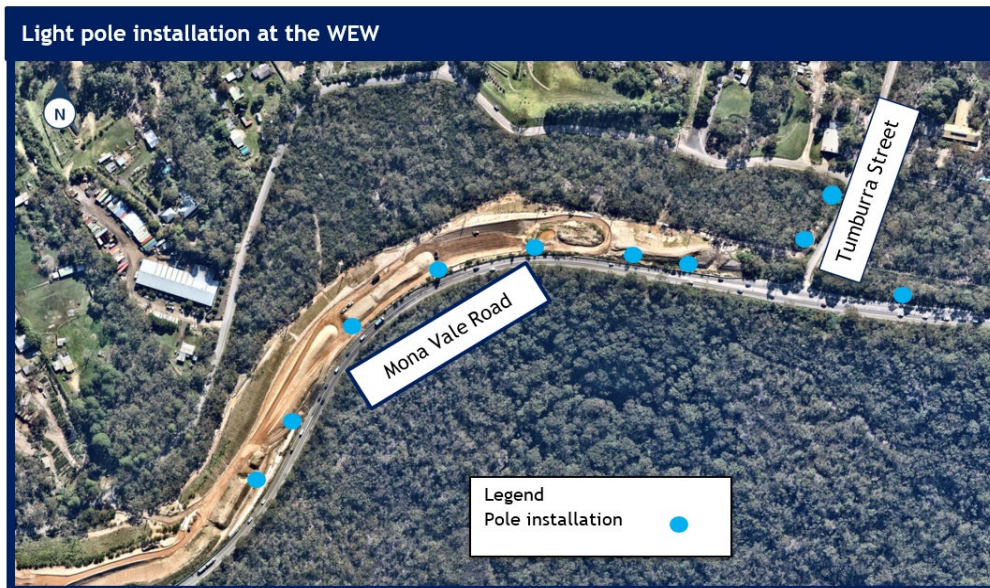 Light pole installation at the WEW
N
Tumburra Street
Mona Vale Road
Legend
Pole installation